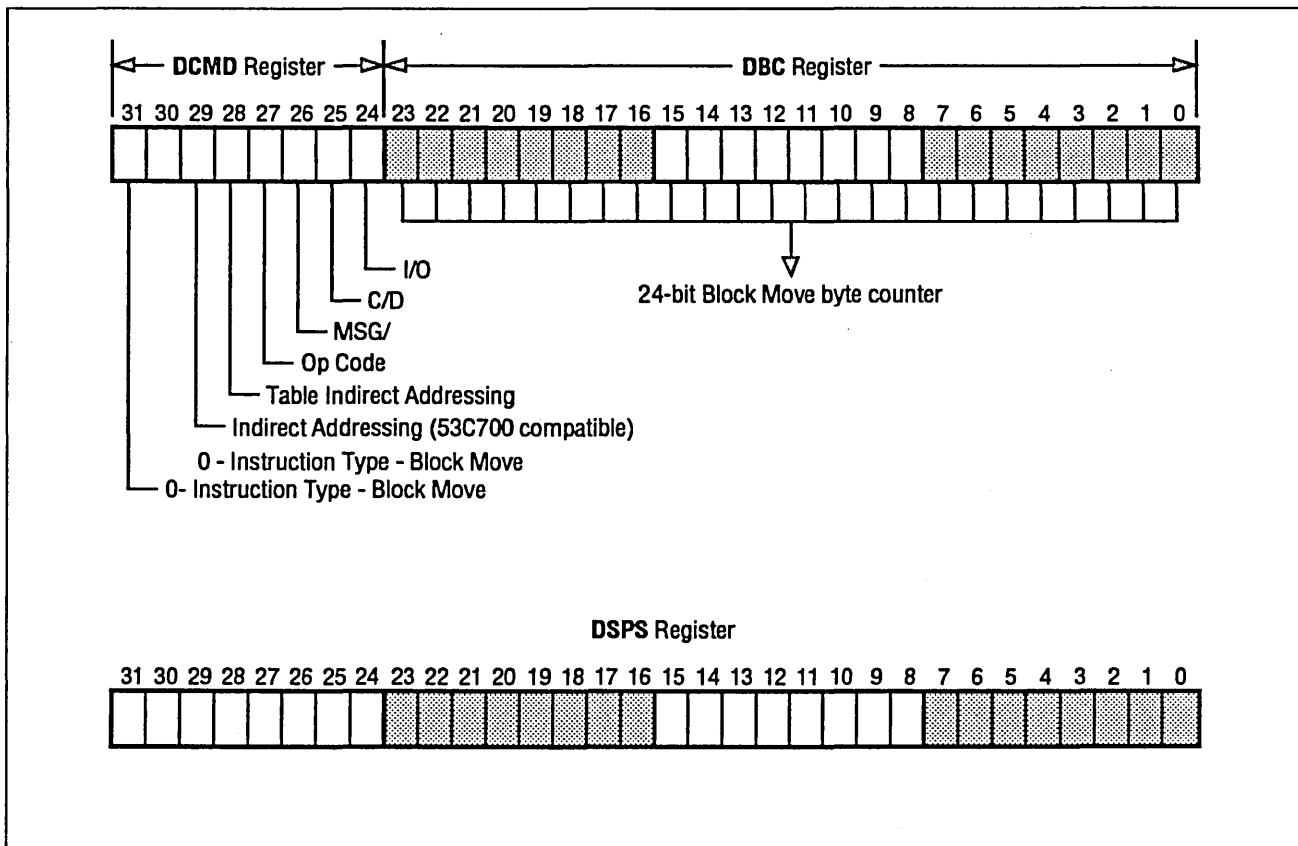 DCMD Register DBC Register
31 30 29 28 27 26 25 24 23 22 21 20 19 18 17 16 15 14 13 12 11 10 9 8 7 6 5 4 3 2 1 0
I/O
C/D
24-bit Block Move byte counter
MSG/
Op Code
Table Indirect Addressing
Indirect Addressing (53C700 compatible)
0 - Instruction Type - Block Move
0- Instruction Type - Block Move
DSPS Register
31 30 29 28 27 26 25 24 23 22 21 20 19 18 17 16 15 14 13 12 11 10 9 8 7 6 5 4 3 2 1 0